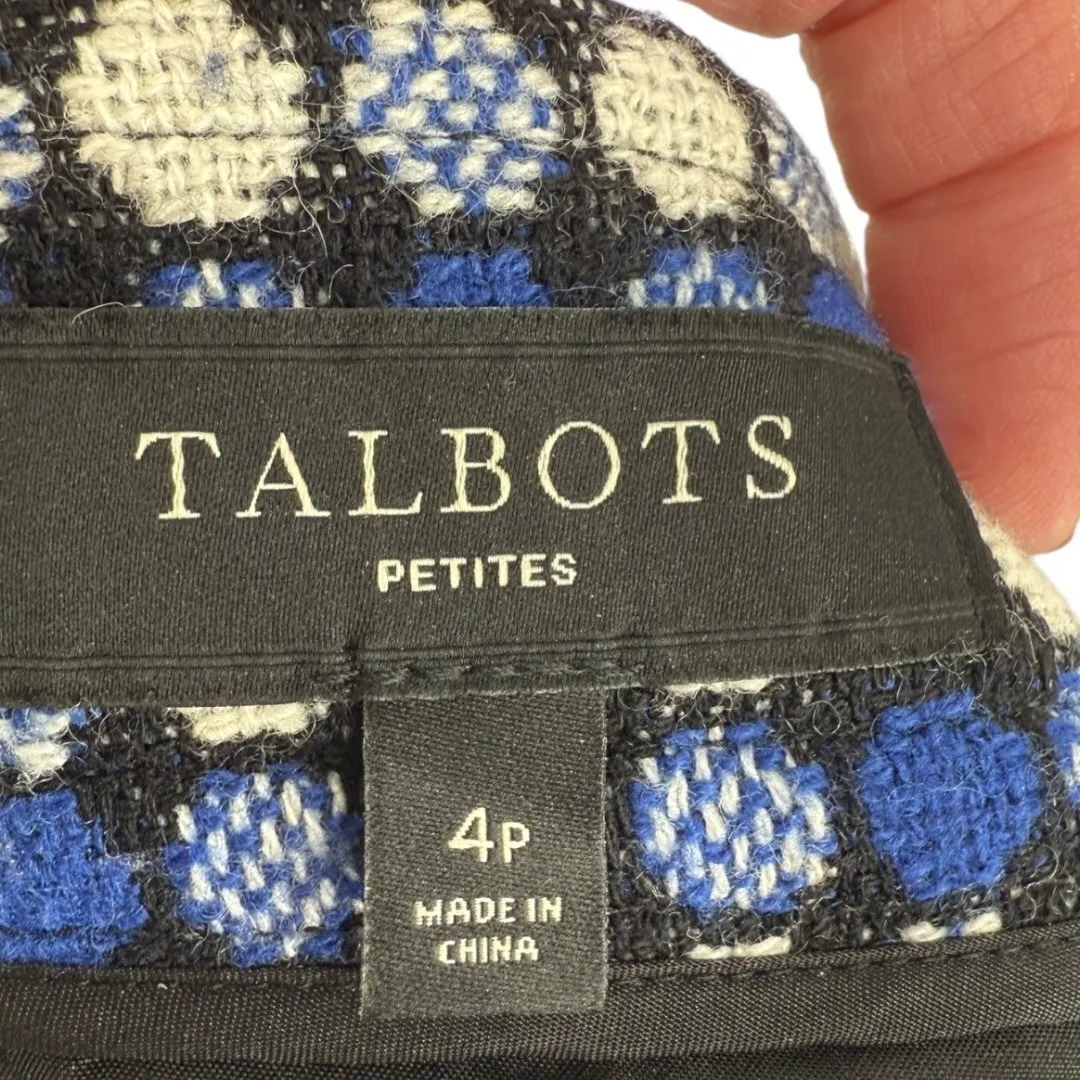 TALBOTS
PETITES
4P
MADE IN
CHINA